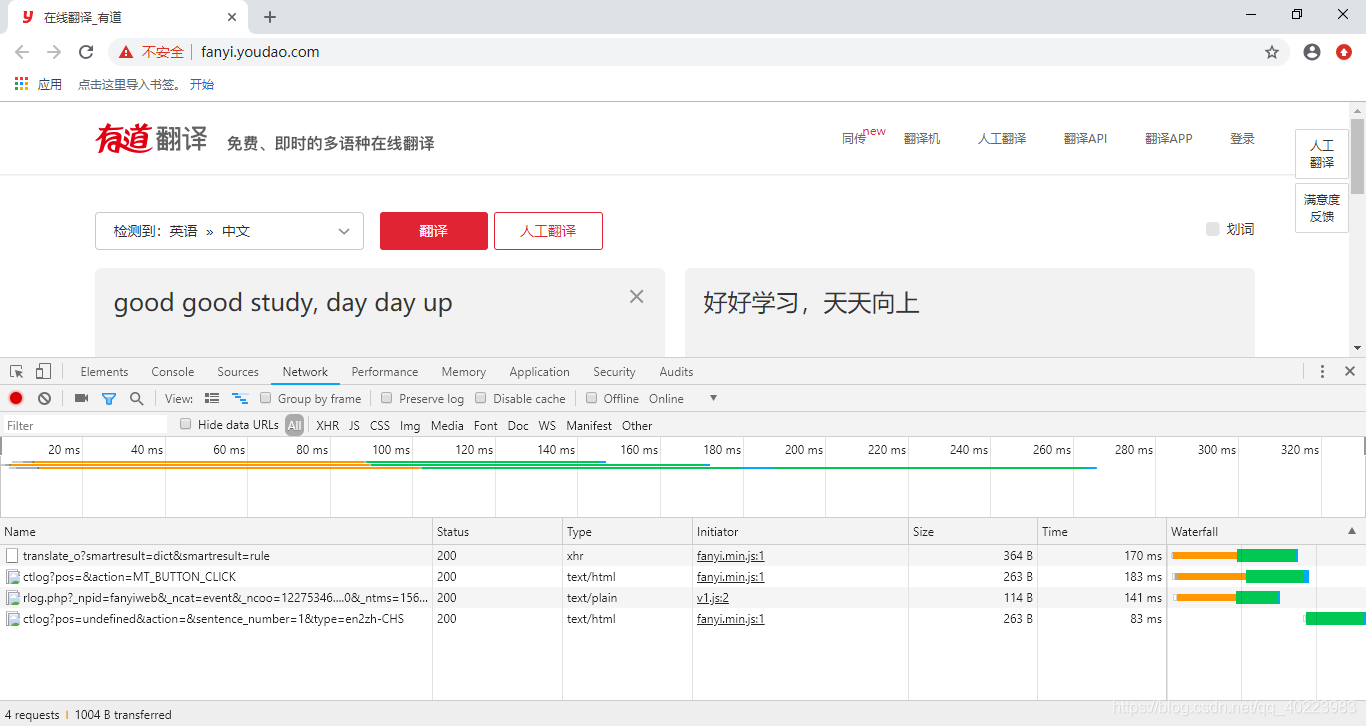 在线翻译_有道
不安全 fanyi.youdao.com
应用 点击这里导入书签。 开始
有道翻译 免费、即时的多语种在线翻译
同传 new 翻译机 人工翻译 翻译API 翻译APP 登录
人工
翻译
满意度
反馈
检测到：英语 » 中文
翻译 人工翻译 划词
good good study, day day up
好好学习，天天向上
Elements Console Sources Network Performance Memory Application Security Audits
View: Group by frame Preserve log Disable cache Offline Online
Filter Hide data URLs All XHR JS CSS Img Media Font Doc WS Manifest Other
20 ms 40 ms 60 ms 80 ms 100 ms 120 ms 140 ms 160 ms 180 ms 200 ms 220 ms 240 ms 260 ms 280 ms 300 ms 320 ms
Name Status Type Initiator Size Time Waterfall
translate_o?smartresult=dict&smartresult=rule 200 xhr fanyi.min.js:1 364 B 170 ms
ctlog?pos=&action=MT_BUTTON_CLICK 200 text/html fanyi.min.js:1 263 B 183 ms
rlog.php?_npid=fanyiweb&_ncat=event&_ncoo=12275346....0&_ntms=156... 200 text/plain v1.js:2 114 B 141 ms
ctlog?pos=undefined&action=&sentence_number=1&type=en2zh-CHS 200 text/html fanyi.min.js:1 263 B 83 ms
4 requests 1004 B transferred
https://blog.csdn.net/qq_40223983